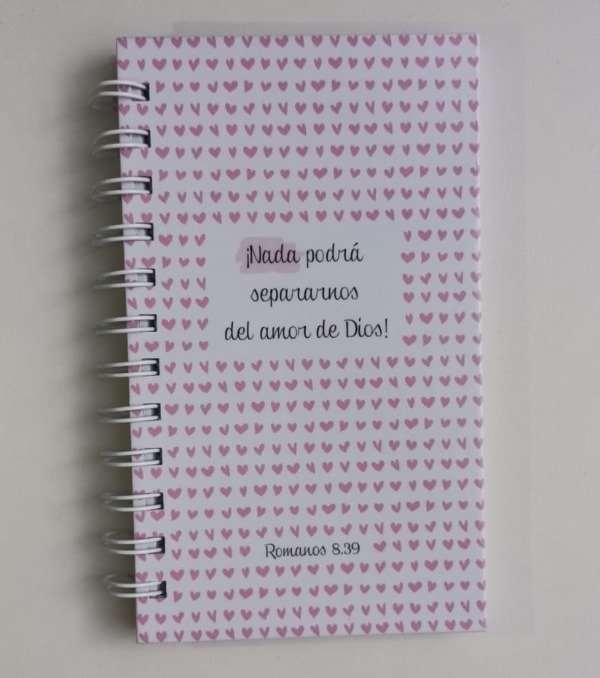 ¡Nada podrá
separarnos
del amor de Dios!
Romanos 8.39